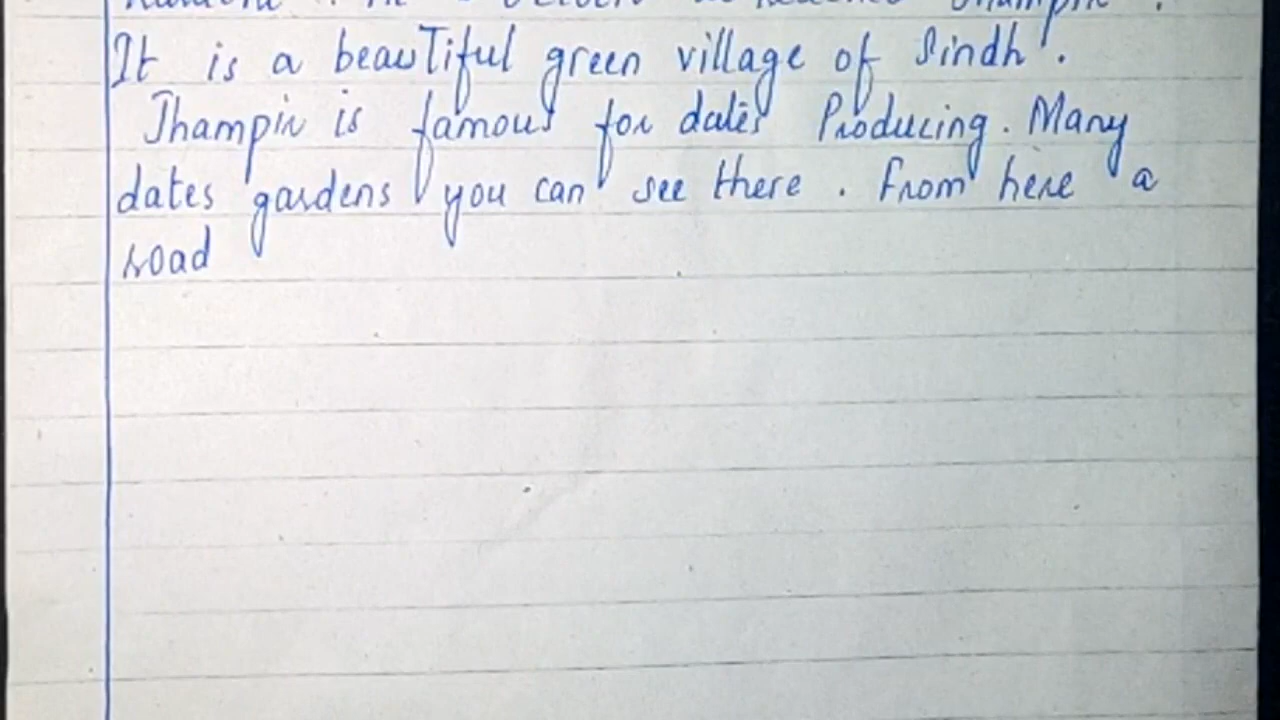 It is a beautiful green village of Sindh.
Jhampir is famous for dates Producing. Many
dates gardens you can see there. From here a
road